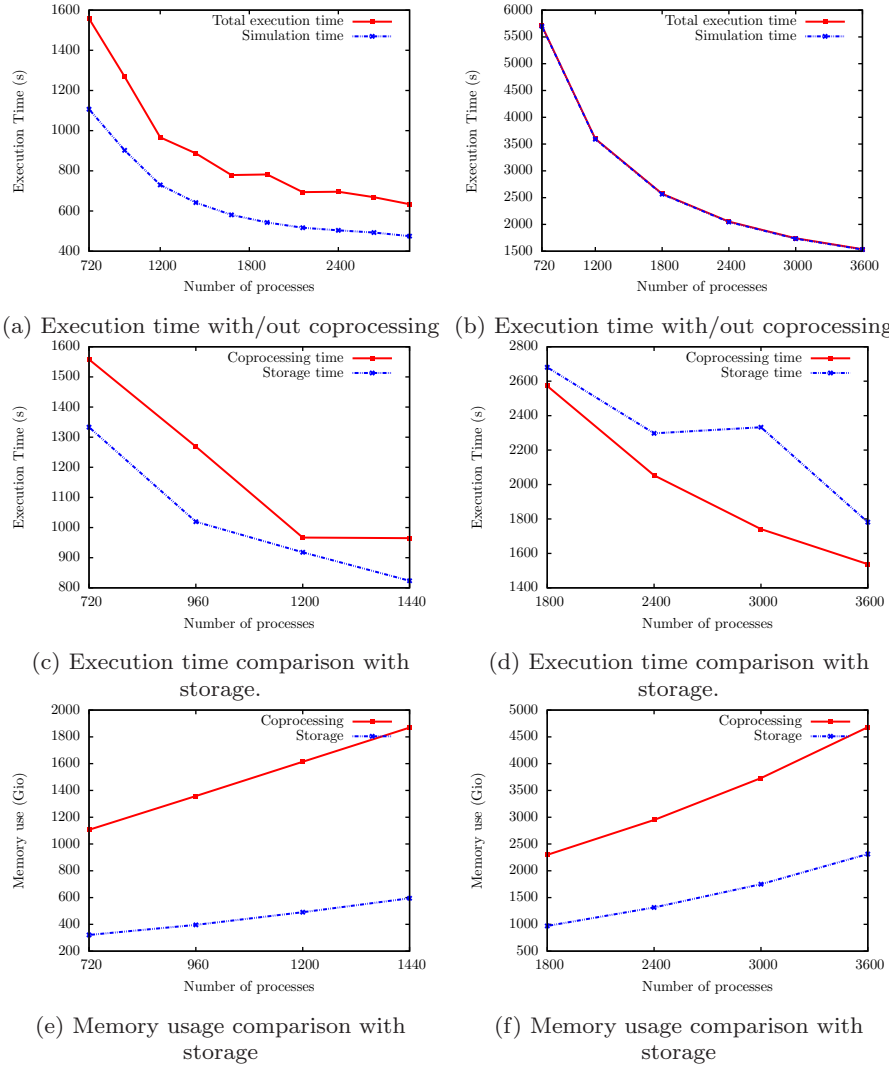 1600
1400
1200
1000
800
600
400
720
1200
1800
2400
Execution Time (s)
Number of processes
Total execution time
Simulation time
(a) Execution time with/out coprocessing
6000
5500
5000
4500
4000
3500
3000
2500
2000
1500
720
1200
1800
2400
3000
3600
Execution Time (s)
Number of processes
Total execution time
Simulation time
(b) Execution time with/out coprocessing
1600
1500
1400
1300
1200
1100
1000
900
800
720
960
1200
1440
Execution Time (s)
Number of processes
Coprocessing time
Storage time
(c) Execution time comparison with
storage.
2800
2600
2400
2200
2000
1800
1600
1400
1800
2400
3000
3600
Execution Time (s)
Number of processes
Coprocessing time
Storage time
(d) Execution time comparison with
storage.
2000
1800
1600
1400
1200
1000
800
600
400
200
720
960
1200
1440
Memory use (Gio)
Number of processes
Coprocessing
Storage
(e) Memory usage comparison with
storage
5000
4500
4000
3500
3000
2500
2000
1500
1000
500
1800
2400
3000
3600
Memory use (Gio)
Number of processes
Coprocessing
Storage
(f) Memory usage comparison with
storage